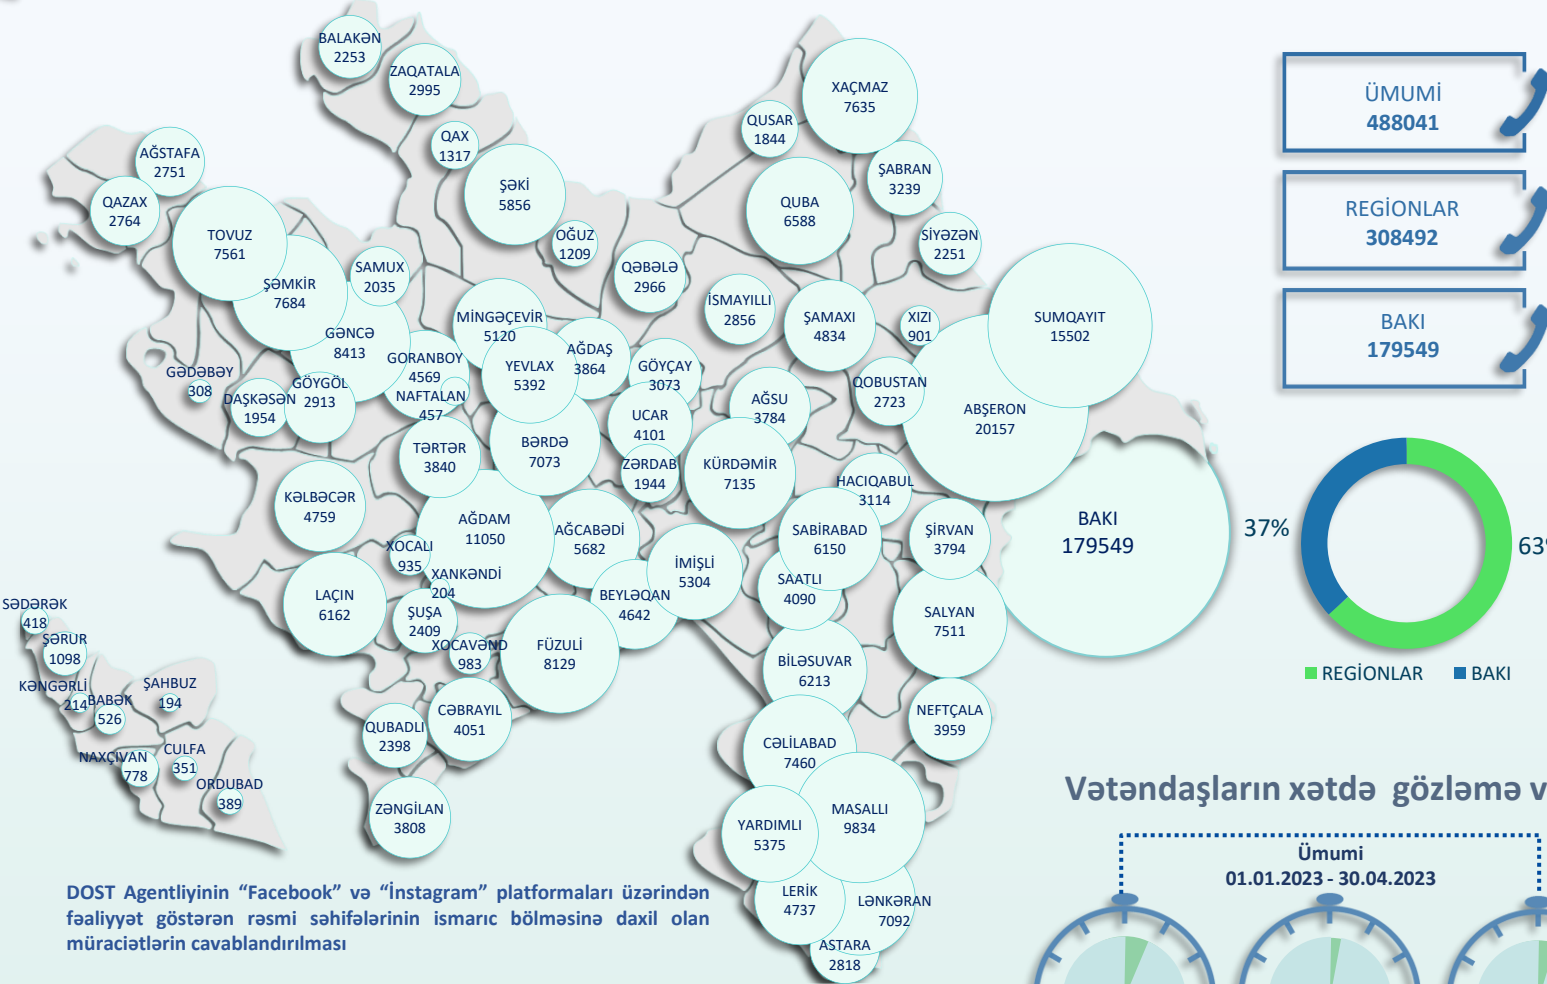 BALAKƏN
2253
ZAQATALA
2995
QAX
1317
AĞSTAFA
2751
QAZAX
2764
TOVUZ
7561
ŞƏMKİR
7684
SAMUX
2035
GƏNCƏ
8413
GƏDƏBƏY
308
DAŞKƏSƏN
1954
GÖYGÖL
2913
GORANBOY
4569
NAFTALAN
457
ŞƏKİ
5856
OĞUZ
1209
QƏBƏLƏ
2966
MİNGƏÇEVİR
5120
YEVLAX
5392
AĞDAŞ
3864
GÖYÇAY
3073
UCAR
4101
ZƏRDAB
1944
BƏRDƏ
7073
TƏRTƏR
3840
KƏLBƏCƏR
4759
AĞDAM
11050
AĞCABƏDİ
5682
XOCALI
935
XANKƏNDİ
204
LAÇIN
6162
ŞUŞA
2409
XOCAVƏND
983
FÜZULİ
8129
BEYLƏQAN
4642
İMİŞLİ
5304
QUBADLI
2398
CƏBRAYIL
4051
ZƏNGİLAN
3808
SƏDƏRƏK
418
ŞƏRUR
1098
KƏNGƏRLİ
214
BABƏK
526
ŞAHBUZ
194
NAXÇIVAN
778
CULFA
351
ORDUBAD
389
XAÇMAZ
7635
QUSAR
1844
QUBA
6588
ŞABRAN
3239
SİYƏZƏN
2251
İSMAYILLI
2856
ŞAMAXI
4834
XIZI
901
SUMQAYIT
15502
QOBUSTAN
2723
ABŞERON
20157
AĞSU
3784
KÜRDƏMİR
7135
HACIQABUL
3114
SABİRABAD
6150
ŞİRVAN
3794
BAKI
179549
SAATLI
4090
SALYAN
7511
BİLƏSUVAR
6213
NEFTÇALA
3959
CƏLİLABAD
7460
MASALLI
9834
YARDIMLI
5375
LERİK
4737
LƏNKƏRAN
7092
ASTARA
2818
DOST Agentliyinin “Facebook” və “İnstagram” platformaları üzərindən
fəaliyyət göstərən rəsmi səhifələrinin ismarıc bölməsinə daxil olan
müraciətlərin cavablandırılması
ÜMUMİ
488041
REGİONLAR
308492
BAKI
179549
37%
63%
REGİONLAR
BAKI
Vətəndaşların xətdə gözləmə v
Ümumi
01.01.2023 - 30.04.2023